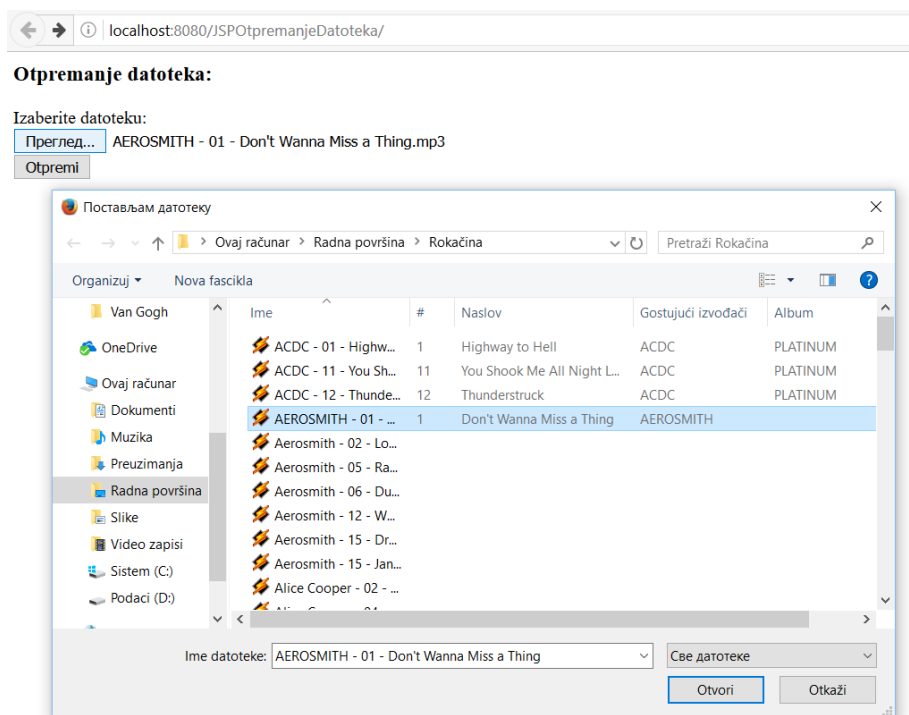 localhost:8080/JSPOtpremanjeDatoteka/
Otpremanje datoteka:
Izaberite datoteku:
Преглед... AEROSMITH - 01 - Don't Wanna Miss a Thing.mp3
Otpremi
Постављам датотеку
Ovaj računar > Radna površina > Rokačina
Pretraži Rokačina
Organizuj Nova fascikla
Van Gogh
OneDrive
Ovaj računar
Dokumenti
Muzika
Preuzimanja
Radna površina
Slike
Video zapisi
Sistem (C:)
Podaci (D:)
Ime # Naslov Gostujući izvođači Album
ACDC - 01 - Highw... 1 Highway to Hell ACDC PLATINUM
ACDC - 11 - You Sh... 11 You Shook Me All Night L... ACDC PLATINUM
ACDC - 12 - Thunde... 12 Thunderstruck ACDC PLATINUM
AEROSMITH - 01 - ... 1 Don't Wanna Miss a Thing AEROSMITH
Aerosmith - 02 - Lo...
Aerosmith - 05 - Ra...
Aerosmith - 06 - Du...
Aerosmith - 12 - W...
Aerosmith - 15 - Dr...
Aerosmith - 15 - Jan...
Alice Cooper - 02 - ...
Ime datoteke: AEROSMITH - 01 - Don't Wanna Miss a Thing Све датотеке
Otvori Otkaži